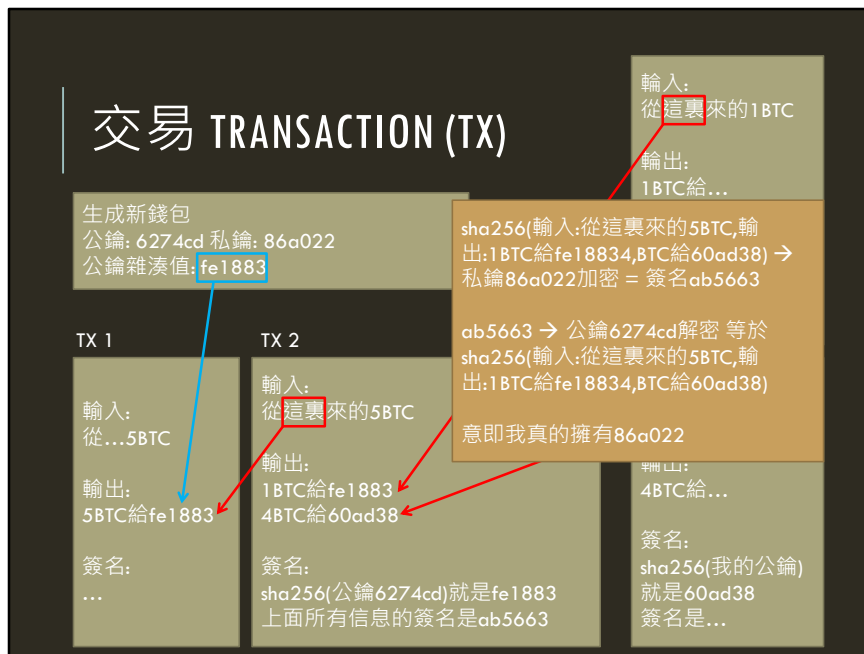 交易 TRANSACTION (TX)
生成新錢包
公鑰: 6274cd 私鑰: 86a022
公鑰雜湊值: fe1883
TX 1
輸入:
從…5BTC
輸出:
5BTC給fe1883
簽名:
…
TX 2
輸入:
從這裏來的5BTC
輸出:
1BTC給fe1883
4BTC給60ad38
簽名:
sha256(公鑰6274cd)就是fe1883
上面所有信息的簽名是ab5663
輪入:
從這裏來的1BTC
輪出:
1BTC給…
sha256(輸入:從這裏來的5BTC,輸
出:1BTC給fe18834,BTC給60ad38) →
私鑰86a022加密 = 簽名ab5663
ab5663 → 公鑰6274cd解密 等於
sha256(輸入:從這裏來的5BTC,輸
出:1BTC給fe18834,BTC給60ad38)
意即我真的擁有86a022
4BTC給…
簽名:
sha256(我的公鑰)
就是60ad38
簽名是…